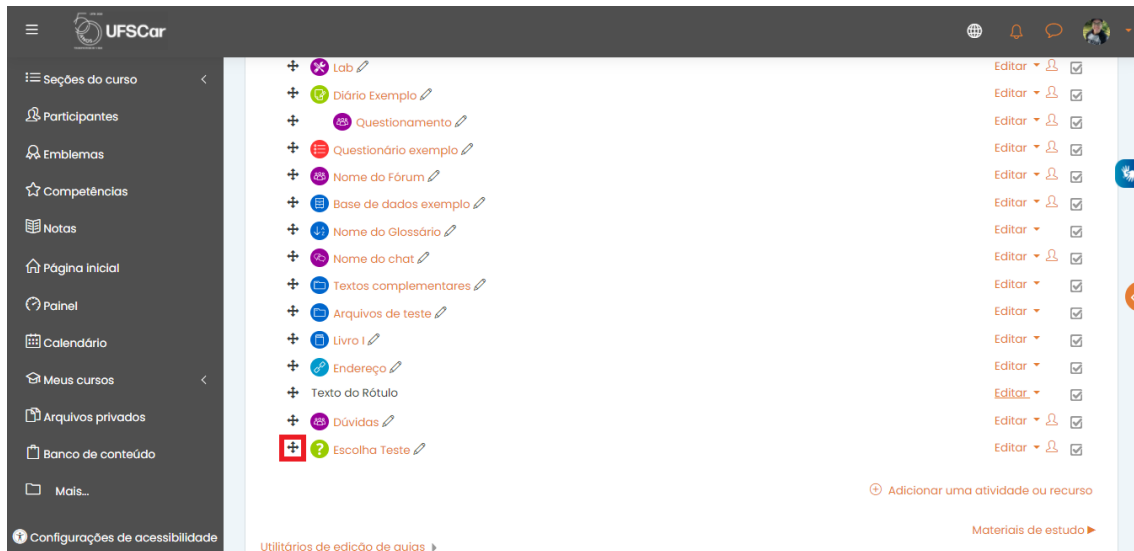 UFSCar
Seções do curso
Participantes
Emblemas
Competências
Notas
Página inicial
Painel
Calendário
Meus cursos
Arquivos privados
Banco de conteúdo
Mais...
Configurações de acessibilidade
Lab Editar
Diário Exemplo Editar
Questionamento Editar
Questionário exemplo Editar
Nome do Fórum Editar
Base de dados exemplo Editar
Nome do Glossário Editar
Nome do chat Editar
Textos complementares Editar
Arquivos de teste Editar
Livro I Editar
Endereço Editar
Texto do Rótulo Editar
Dúvidas Editar
Escolha Teste Editar
Adicionar uma atividade ou recurso
Materiais de estudo
Utilitários de edição de guias